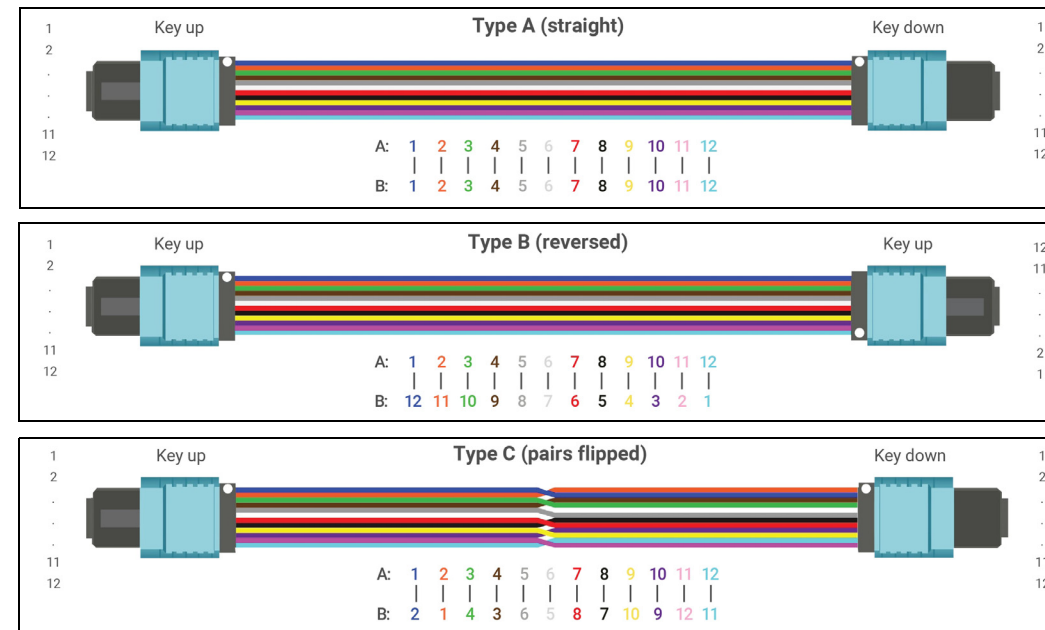 Key up Type A (straight) Key down
1 1
2 2
. .
. .
. .
11 11
12 12
A: 1 2 3 4 5 6 7 8 9 10 11 12
B: 1 2 3 4 5 6 7 8 9 10 11 12
Key up Type B (reversed) Key up
1 12
2 11
. .
. .
. .
11 2
12 1
A: 1 2 3 4 5 6 7 8 9 10 11 12
B: 12 11 10 9 8 7 6 5 4 3 2 1
Key up Type C (pairs flipped) Key down
1 1
2 2
. .
. .
. .
11 11
12 12
A: 1 2 3 4 5 6 7 8 9 10 11 12
B: 2 1 4 3 6 5 8 7 10 9 12 11